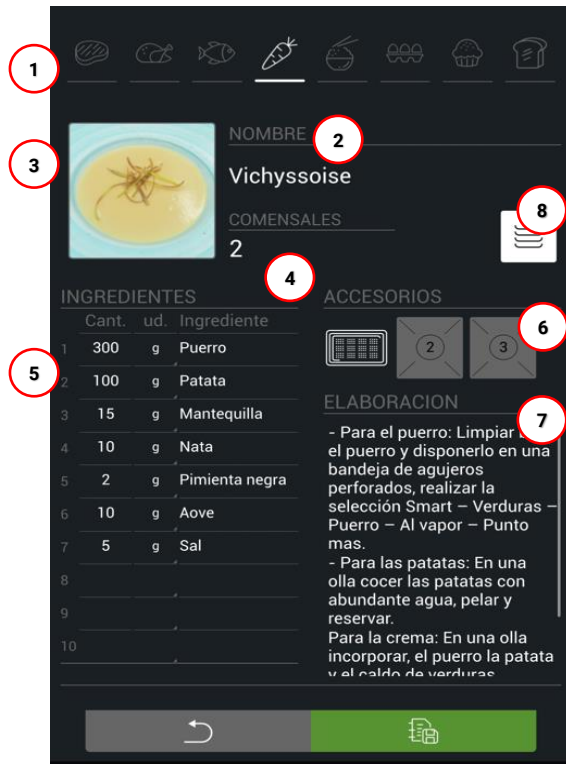 1
NOMBRE
2
3
Vichyssoise
COMENSALES
8
2
4
INGREDIENTES
Cant. ud. Ingrediente
1 300 g Puerro
5
2 100 g Patata
3 15 g Mantequilla
4 10 g Nata
5 2 g Pimienta negra
6 10 g Aove
7 5 g Sal
8
9
10
ACCESORIOS
6
2
3
ELABORACION
7
- Para el puerro: Limpiar
el puerro y disponerlo en una
bandeja de agujeros
perforados, realizar la
selección Smart – Verduras –
Puerro – Al vapor – Punto
mas.
- Para las patatas: En una
olla cocer las patatas con
abundante agua, pelar y
reservar.
Para la crema: En una olla
incorporar, el puerro la patata
y el caldo de verduras